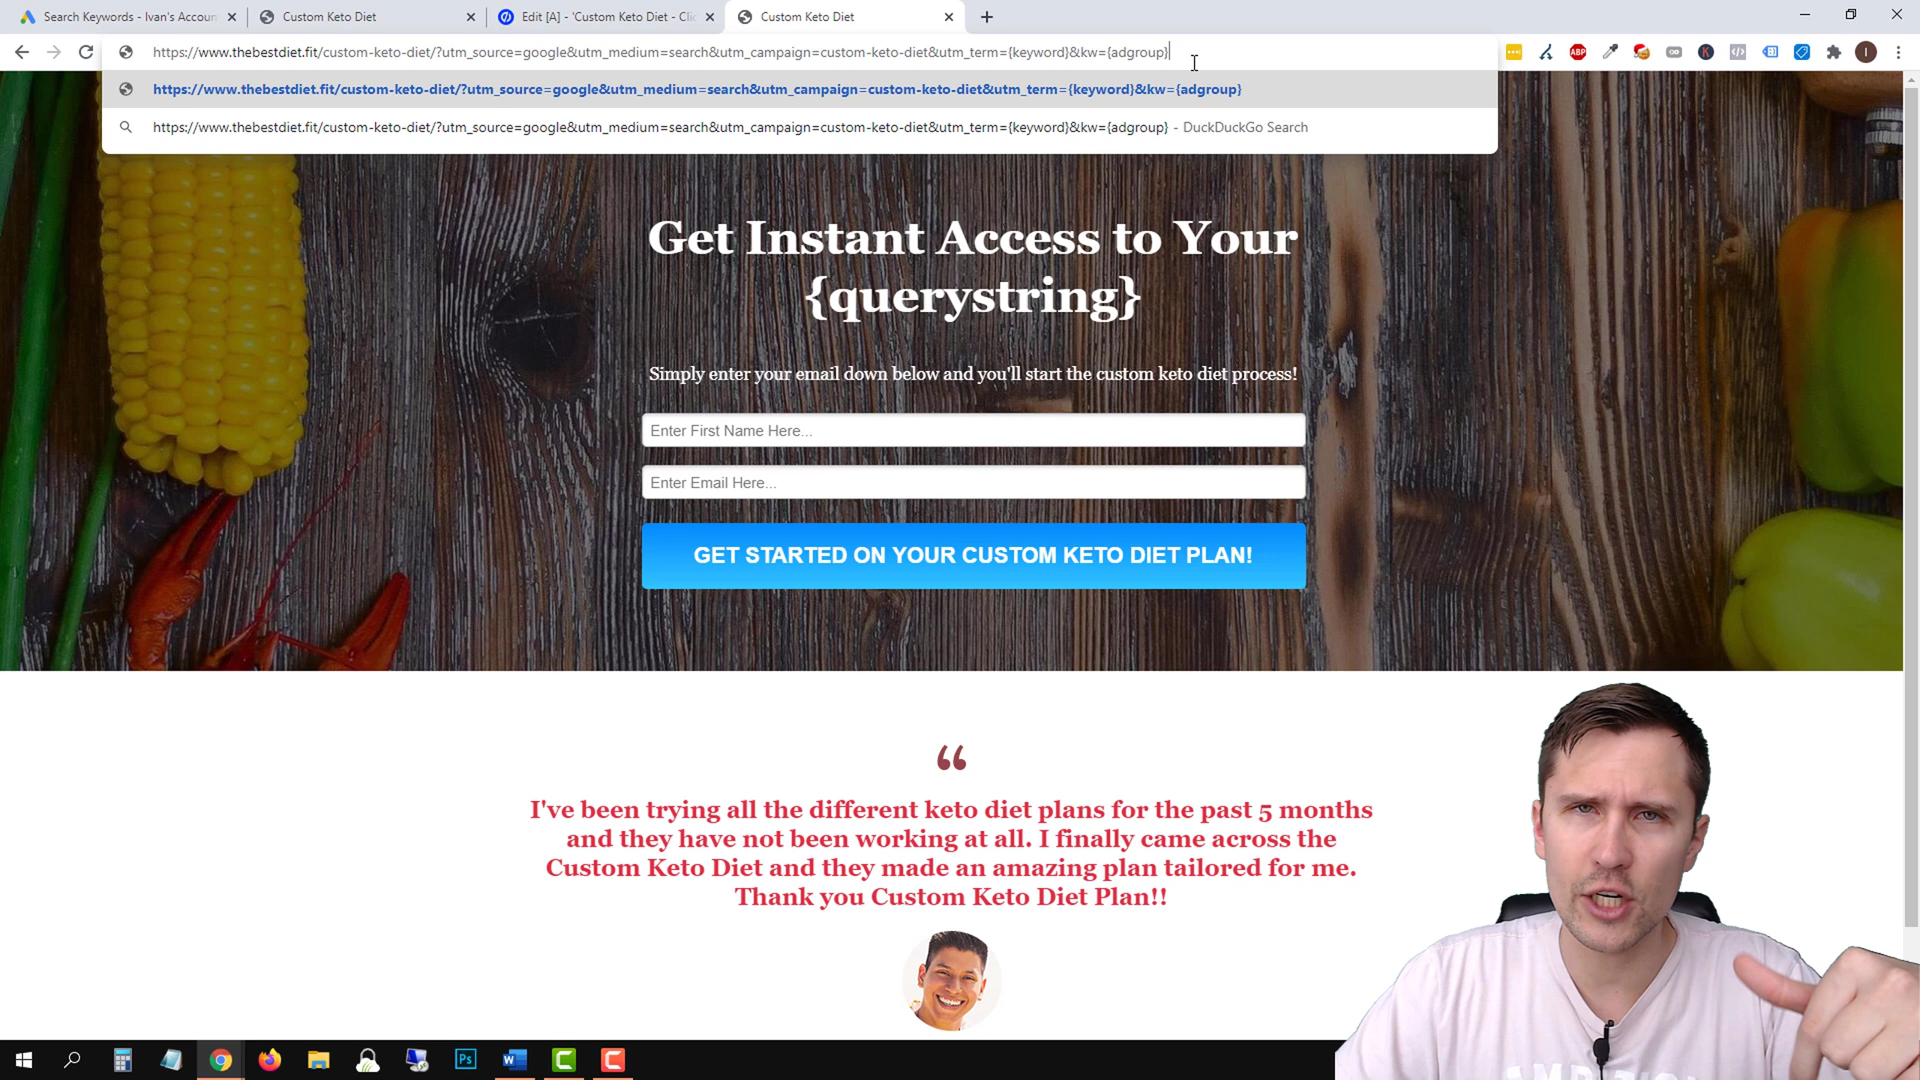 Search Keywords - Ivan's Accoun
Custom Keto Diet
Edit [A] - 'Custom Keto Diet - Clic
Custom Keto Diet
https://www.thebestdiet.fit/custom-keto-diet/?utm_source=google&utm_medium=search&utm_campaign=custom-keto-diet&utm_term={keyword}&kw={adgroup}
https://www.thebestdiet.fit/custom-keto-diet/?utm_source=google&utm_medium=search&utm_campaign=custom-keto-diet&utm_term={keyword}&kw={adgroup}
https://www.thebestdiet.fit/custom-keto-diet/?utm_source=google&utm_medium=search&utm_campaign=custom-keto-diet&utm_term={keyword}&kw={adgroup} - DuckDuckGo Search
ABP
K
I
Get Instant Access to Your
{querystring}
Simply enter your email down below and you'll start the custom keto diet process!
Enter First Name Here...
Enter Email Here...
GET STARTED ON YOUR CUSTOM KETO DIET PLAN!
“
I've been trying all the different keto diet plans for the past 5 months
and they have not been working at all. I finally came across the
Custom Keto Diet and they made an amazing plan tailored for me.
Thank you Custom Keto Diet Plan!!
Ps
W
C
C